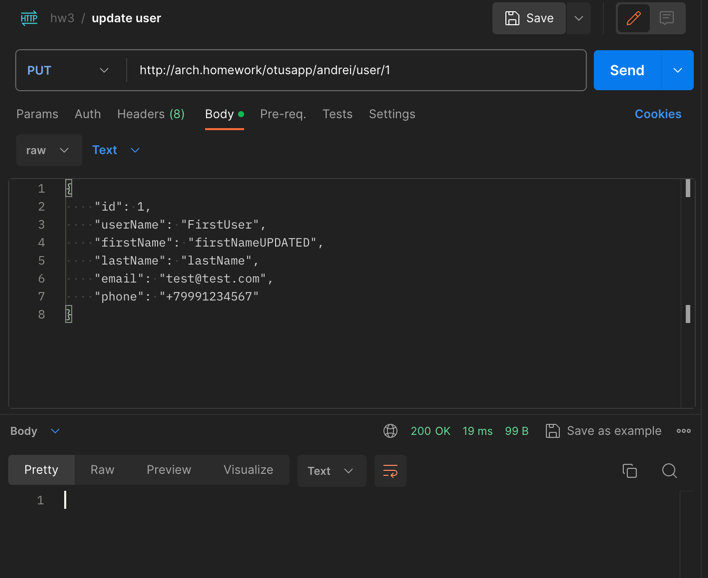 HTTP hw3 / update user Save
PUT http://arch.homework/otusapp/andrei/user/1 Send
Params Auth Headers (8) Body Pre-req. Tests Settings Cookies
raw Text
1 {
2 "id": 1,
3 "userName": "FirstUser",
4 "firstName": "firstNameUPDATED",
5 "lastName": "lastName",
6 "email": "test@test.com",
7 "phone": "+79991234567"
8 }
Body 200 OK 19 ms 99 B Save as example
Pretty Raw Preview Visualize Text
1